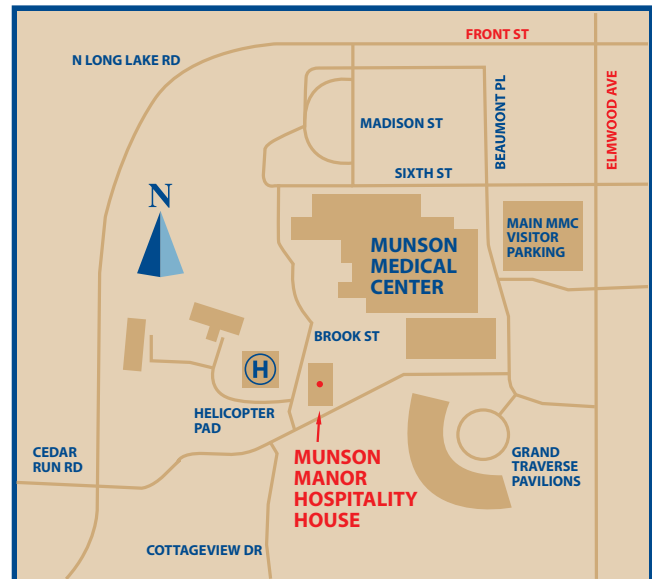 FRONT ST
N LONG LAKE RD
BEAUMONT PL
ELMWOOD AVE
MADISON ST
SIXTH ST
N
MAIN MMC
VISITOR
PARKING
MUNSON
MEDICAL
CENTER
BROOK ST
H
HELICOPTER
PAD
CEDAR
RUN RD
MUNSON
MANOR
HOSPITALITY
HOUSE
GRAND
TRAVERSE
PAVILIONS
COTTAGEVIEW DR